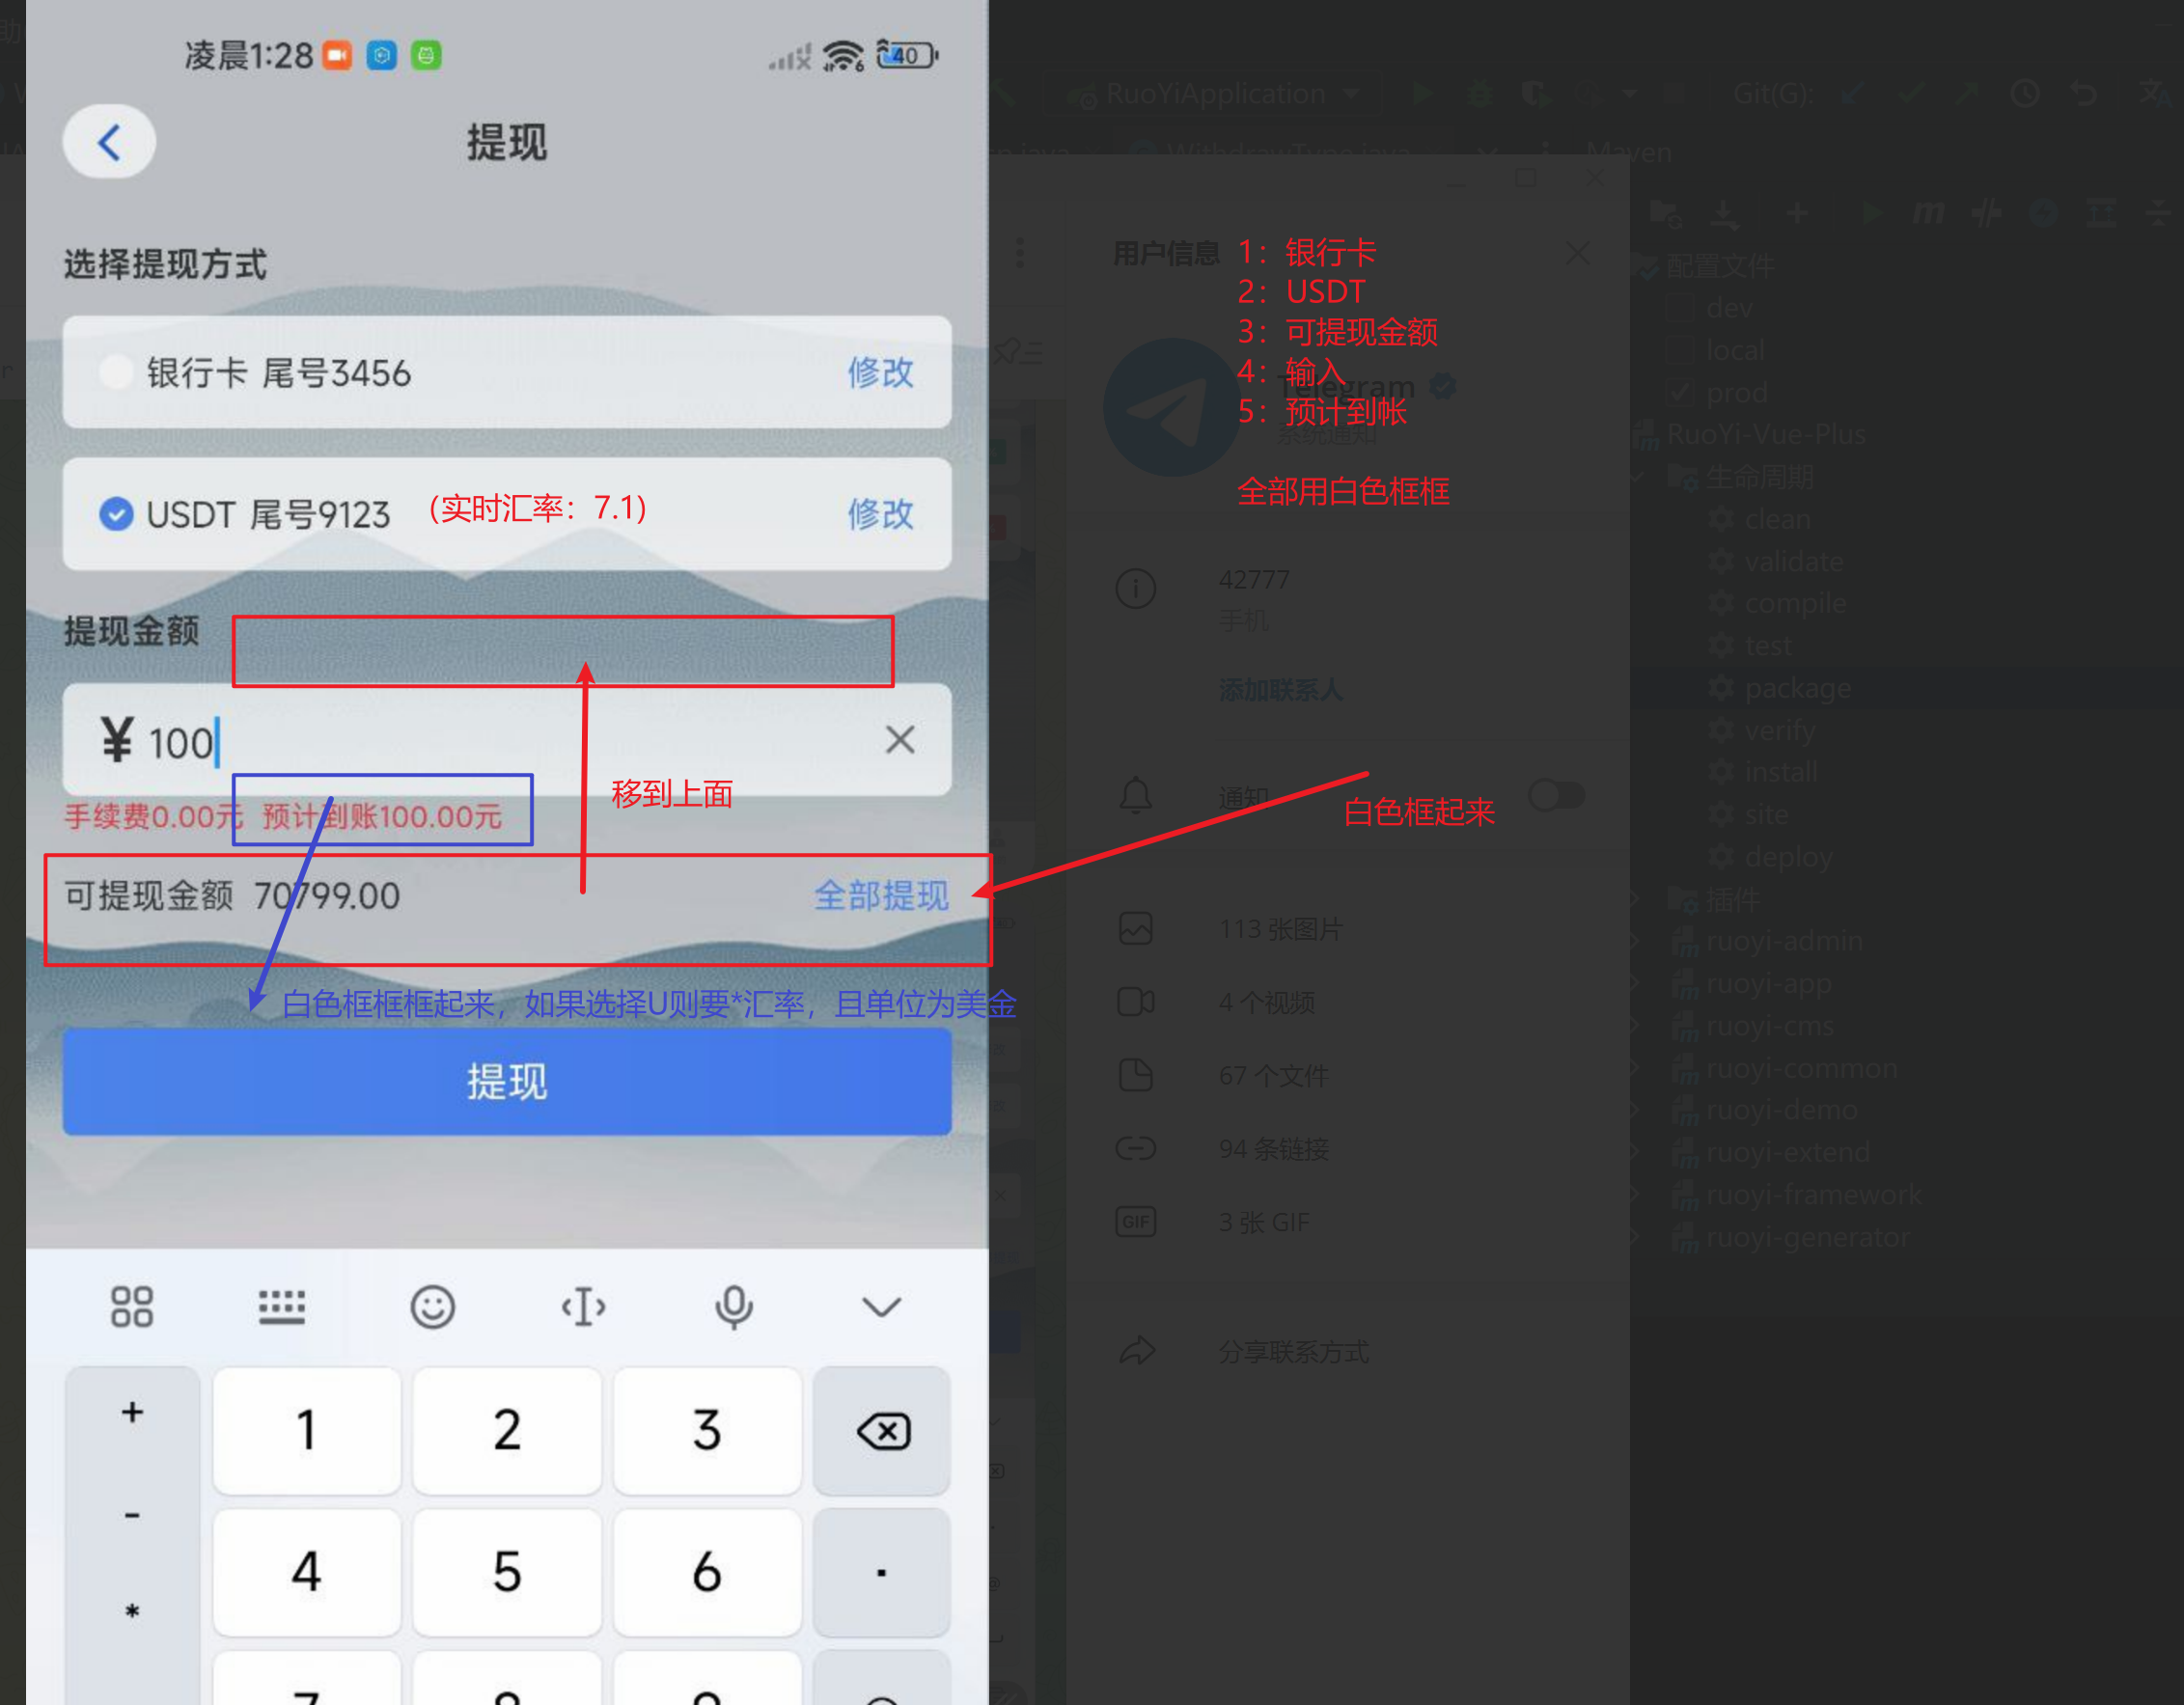 凌晨1:28
40
提现
选择提现方式
银行卡 尾号3456
修改
USDT 尾号9123
（实时汇率：7.1）
修改
提现金额
¥ 100
移到上面
手续费0.00元 预计到账100.00元
可提现金额 70799.00
全部提现
白色框框框起来，如果选择U则要*汇率，且单位为美金
提现
+
1
2
3
-
4
5
6
.
*
RuoYiApplication
Git(G):
WithdrawType.java
Maven
用户信息
1：银行卡
2：USDT
3：可提现金额
4：输入
5：预计到帐
Telegram
系统通知
全部用白色框框
42777
手机
添加联系人
通知
白色框起来
113 张图片
4 个视频
67 个文件
94 条链接
GIF
3 张 GIF
分享联系方式
配置文件
dev
local
prod
RuoYi-Vue-Plus
生命周期
clean
validate
compile
test
package
verify
install
site
deploy
插件
ruoyi-admin
ruoyi-app
ruoyi-cms
ruoyi-common
ruoyi-demo
ruoyi-extend
ruoyi-framework
ruoyi-generator